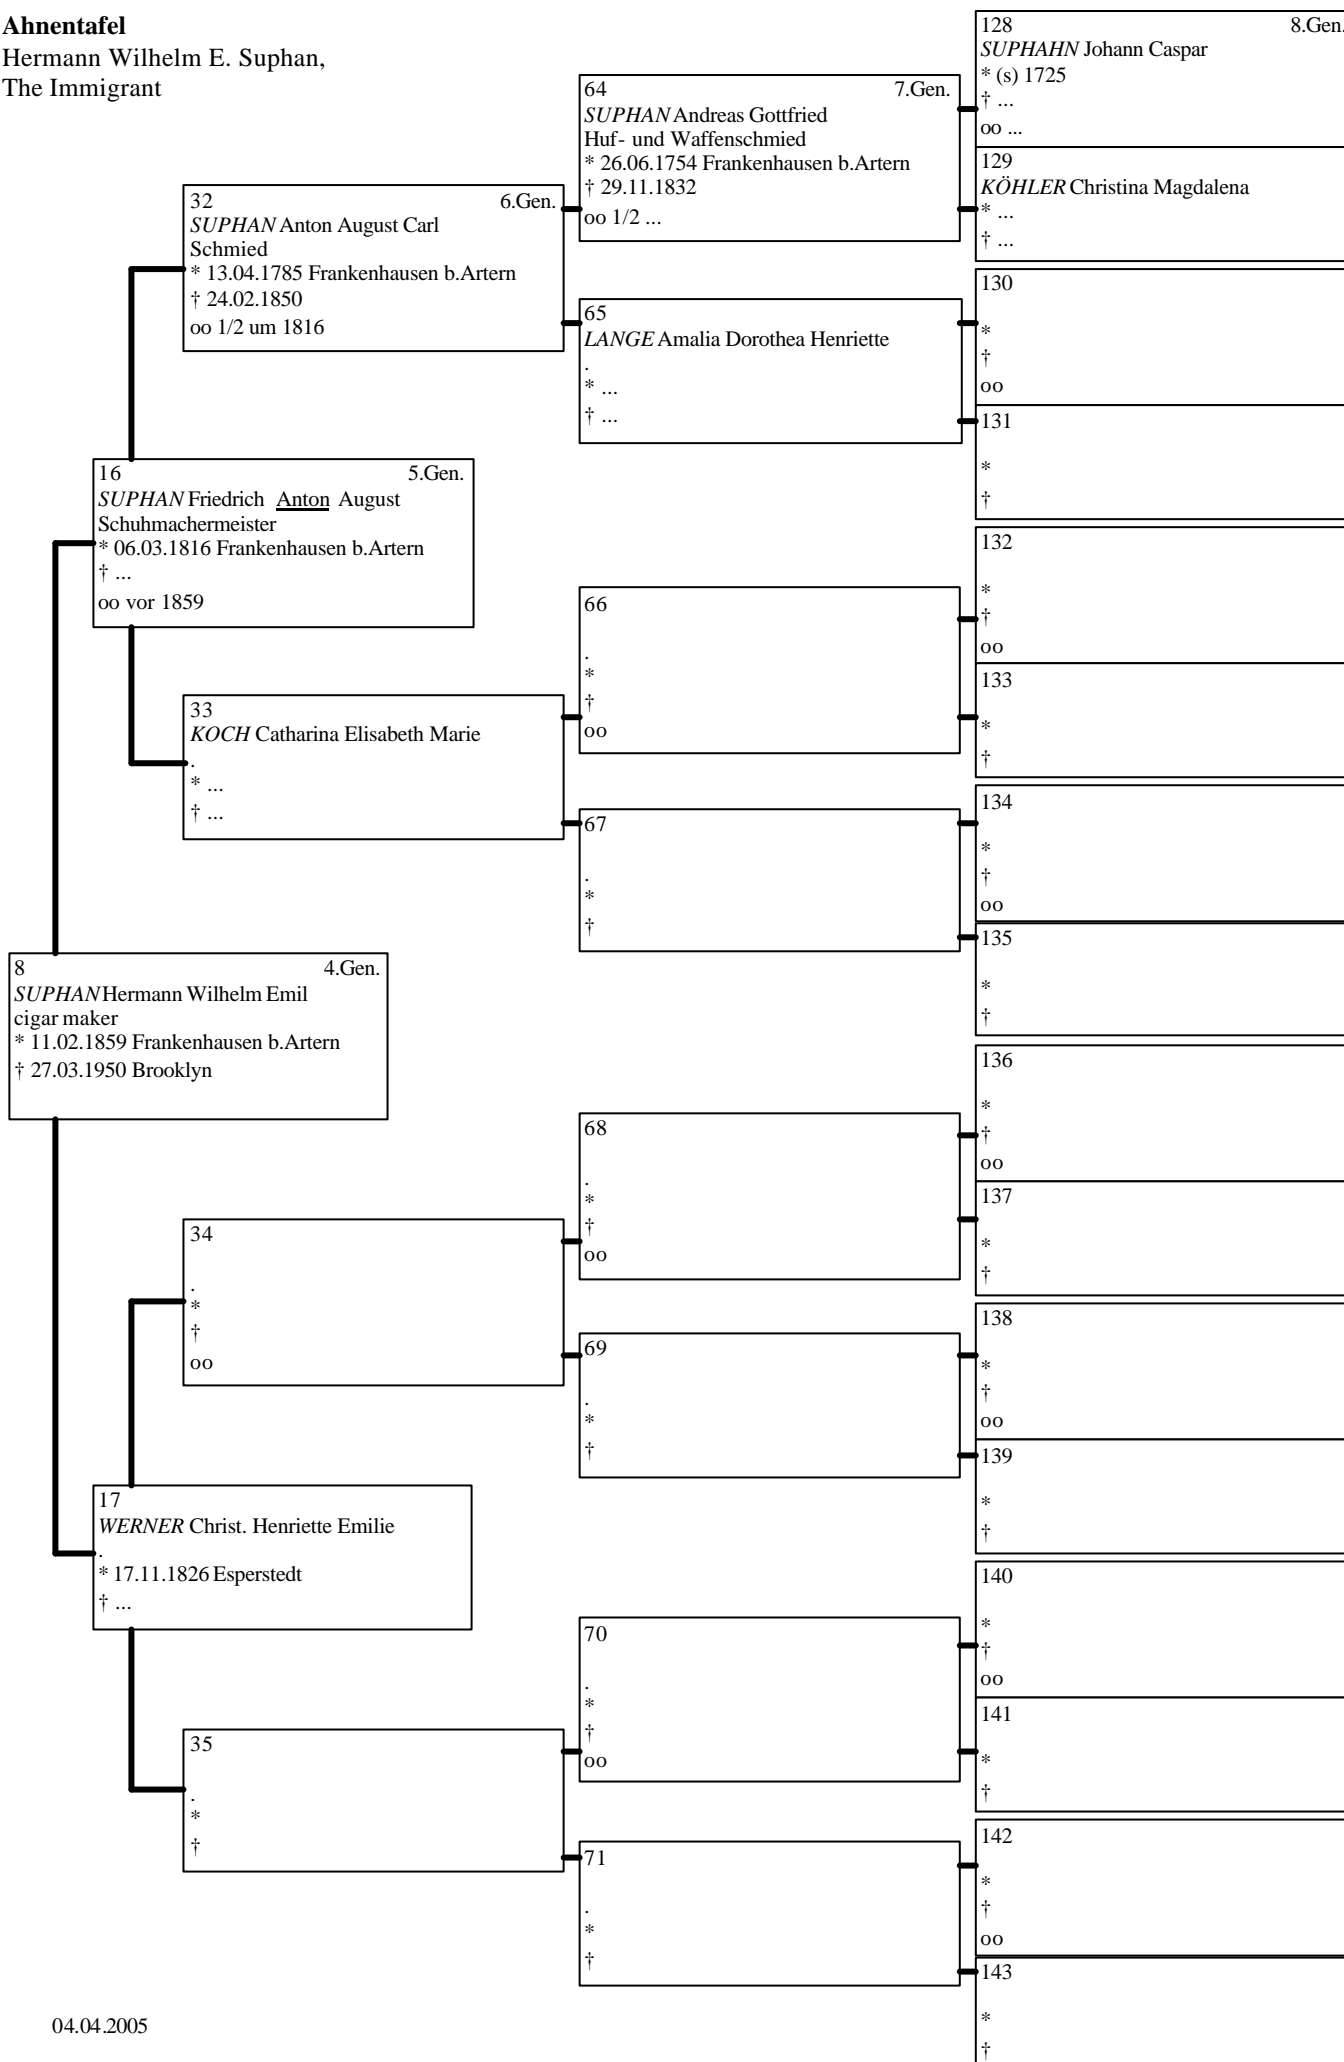 Ahnentafel
Hermann Wilhelm E. Suphan,
The Immigrant
8 4.Gen.
SUPHAN Hermann Wilhelm Emil
cigar maker
* 11.02.1859 Frankenhausen b.Artern
† 27.03.1950 Brooklyn
16 5.Gen.
SUPHAN Friedrich Anton August
Schuhmachermeister
* 06.03.1816 Frankenhausen b.Artern
† ...
oo vor 1859
17
WERNER Christ. Henriette Emilie
.
* 17.11.1826 Esperstedt
† ...
32 6.Gen.
SUPHAN Anton August Carl
Schmied
* 13.04.1785 Frankenhausen b.Artern
† 24.02.1850
oo 1/2 um 1816
33
KOCH Catharina Elisabeth Marie
.
* ...
† ...
34
.
*
†
oo
35
.
*
†
64 7.Gen.
SUPHAN Andreas Gottfried
Huf- und Waffenschmied
* 26.06.1754 Frankenhausen b.Artern
† 29.11.1832
oo 1/2 ...
65
LANGE Amalia Dorothea Henriette
.
* ...
† ...
66
.
*
†
oo
67
.
*
†
68
.
*
†
oo
69
.
*
†
70
.
*
†
oo
71
.
*
†
128 8.Gen.
SUPHAHN Johann Caspar
* (s) 1725
† ...
oo ...
129
KÖHLER Christina Magdalena
* ...
† ...
130
*
†
oo
131
*
†
132
*
†
oo
133
*
†
134
*
†
oo
135
*
†
136
*
†
oo
137
*
†
138
*
†
oo
139
*
†
140
*
†
oo
141
*
†
142
*
†
oo
143
*
†
04.04.2005